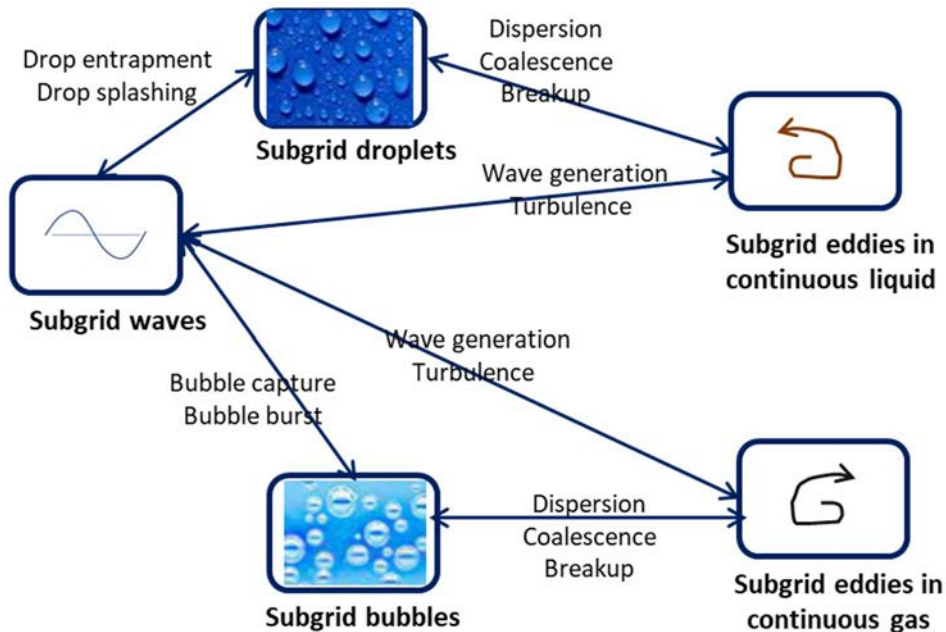 Drop entrapment
Drop splashing
Subgrid droplets
Dispersion
Coalescence
Breakup
Subgrid eddies in
continuous liquid
Wave generation
Turbulence
Subgrid waves
Wave generation
Turbulence
Bubble capture
Bubble burst
Subgrid bubbles
Dispersion
Coalescence
Breakup
Subgrid eddies in
continuous gas